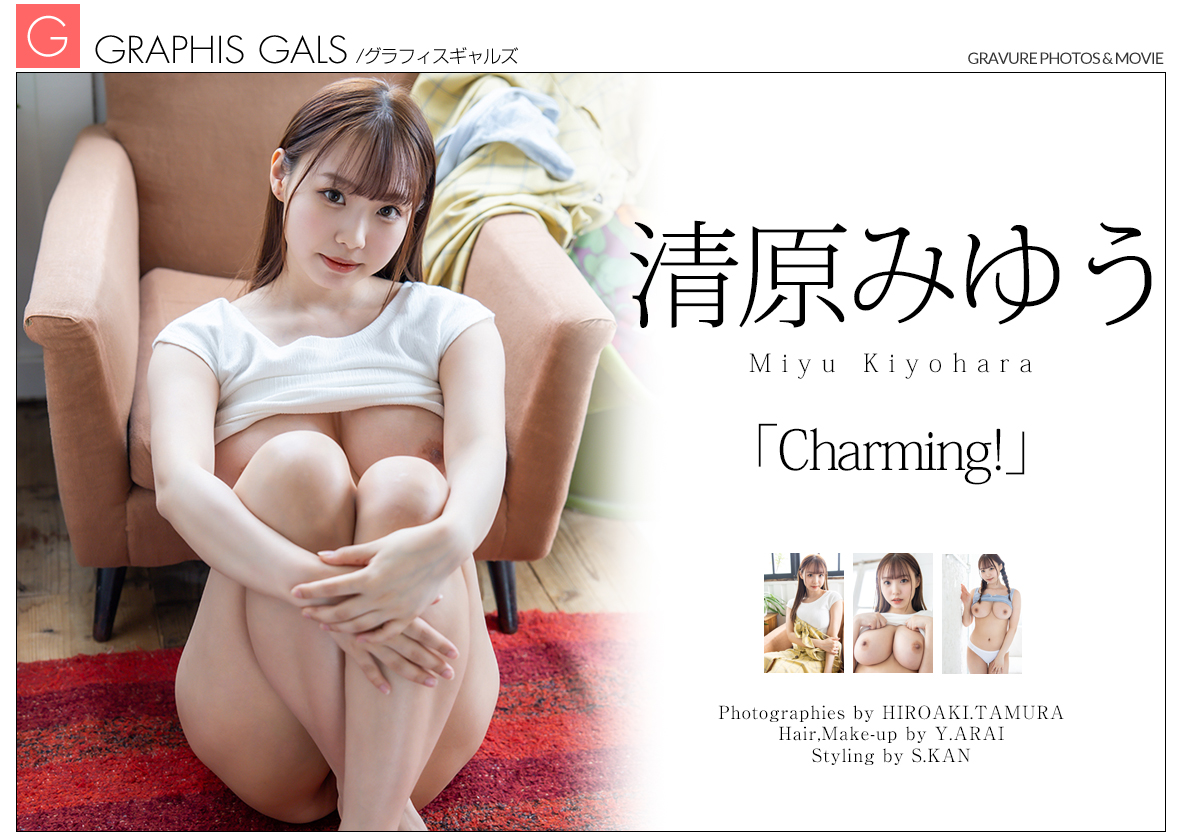 G
GRAPHIS GALS /グラフィスギャルズ
GRAVURE PHOTOS & MOVIE
清原みゆう
Miyu Kiyohara
「Charming!」
Photographies by HIROAKI.TAMURA
Hair,Make-up by Y.ARAI
Styling by S.KAN